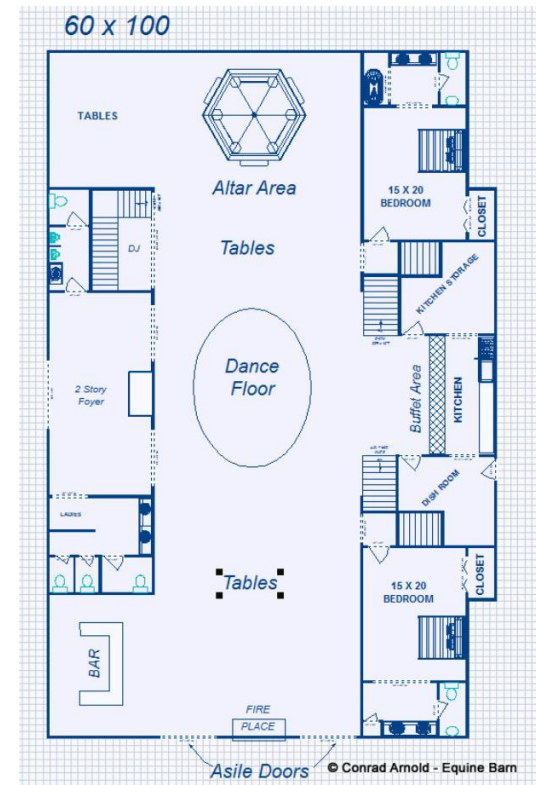 60 x 100
TABLES
Altar Area
15 X 20
BEDROOM
CLOSET
DJ
Tables
KITCHEN STORAGE
Dance
Floor
2 Story
Foyer
Buffet Area
KITCHEN
DISH ROOM
LADIES
Tables
15 X 20
BEDROOM
CLOSET
BAR
FIRE
PLACE
Asile Doors
© Conrad Arnold - Equine Barn